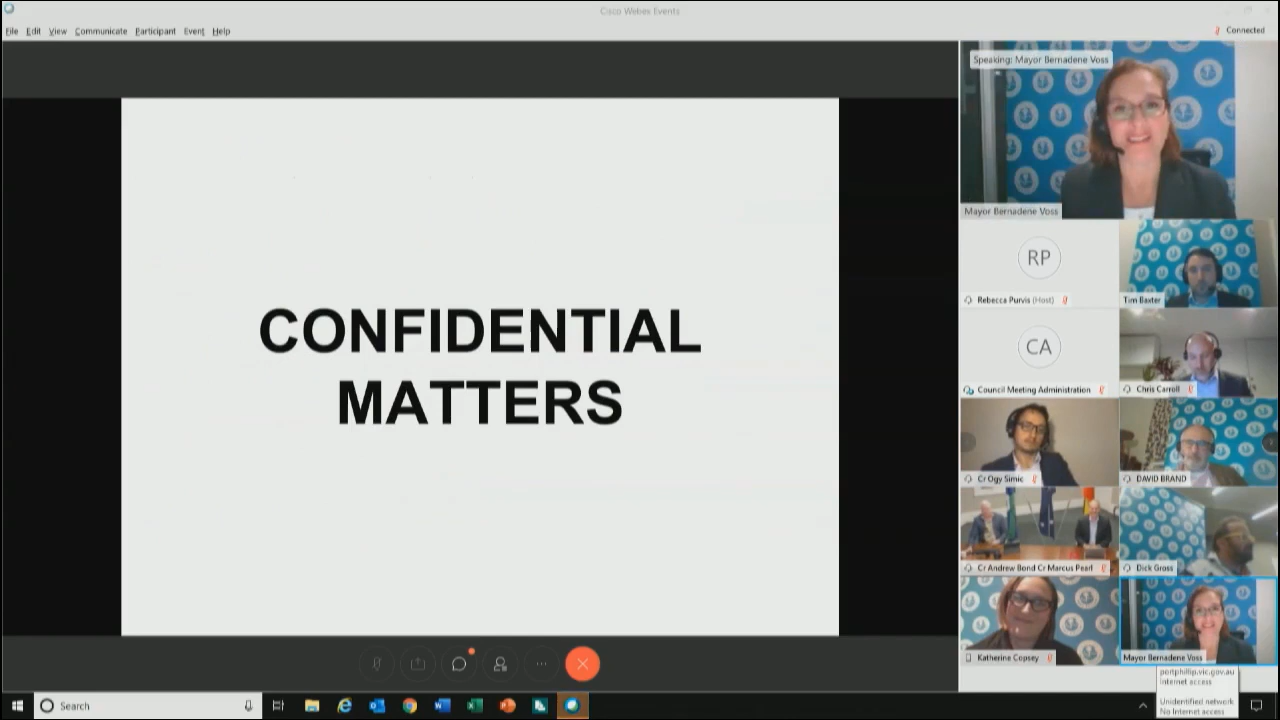 Cisco Webex Events
File Edit View Communicate Participant Event Help
Connected
Speaking: Mayor Bernadene Voss
Mayor Bernadene Voss
RP
Rebecca Purvis (Host)
Tim Baxter
CA
Council Meeting Administration
Chris Carroll
CONFIDENTIAL
MATTERS
Cr Ogy Simic
DAVID BRAND
Cr Andrew Bond Cr Marcus Pearl
Dick Gross
Katherine Copsey
Mayor Bernadene Voss
portphillip.vic.gov.au
Internet access
Unidentified network
No Internet access
Search